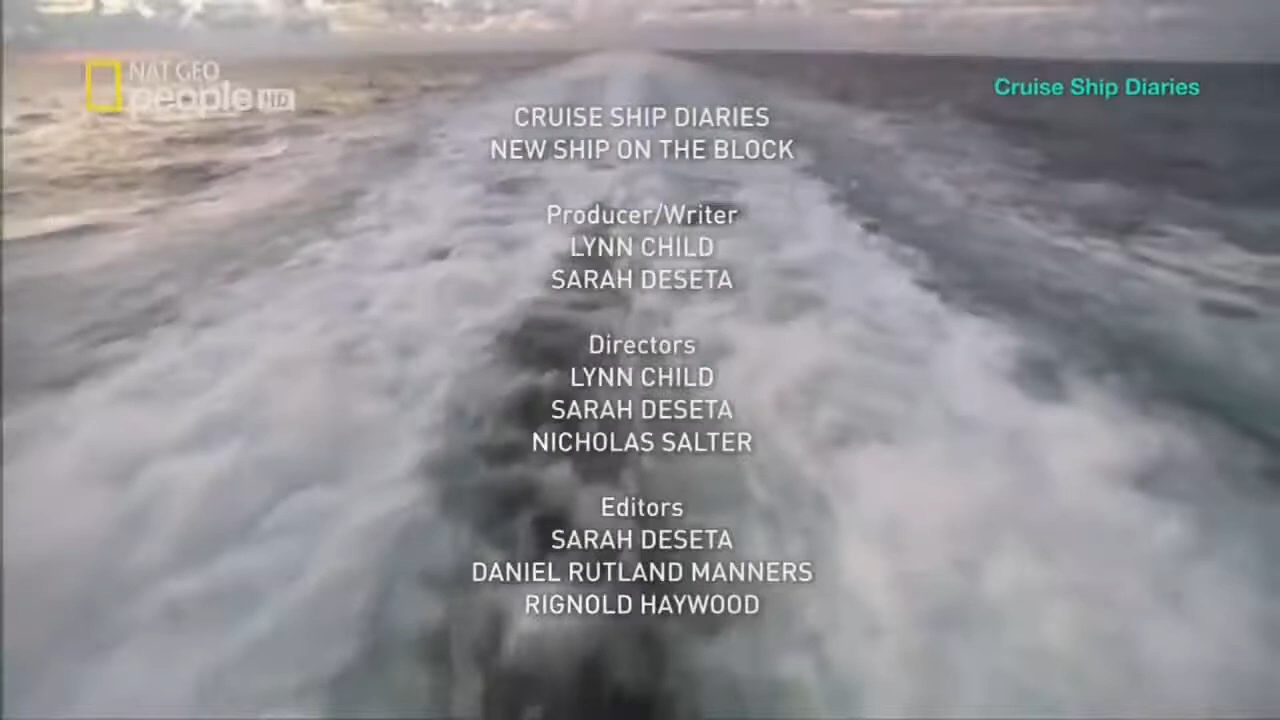 NAT GEO
people HD
Cruise Ship Diaries
CRUISE SHIP DIARIES
NEW SHIP ON THE BLOCK
Producer/Writer
LYNN CHILD
SARAH DESETA
Directors
LYNN CHILD
SARAH DESETA
NICHOLAS SALTER
Editors
SARAH DESETA
DANIEL RUTLAND MANNERS
RIGNOLD HAYWOOD